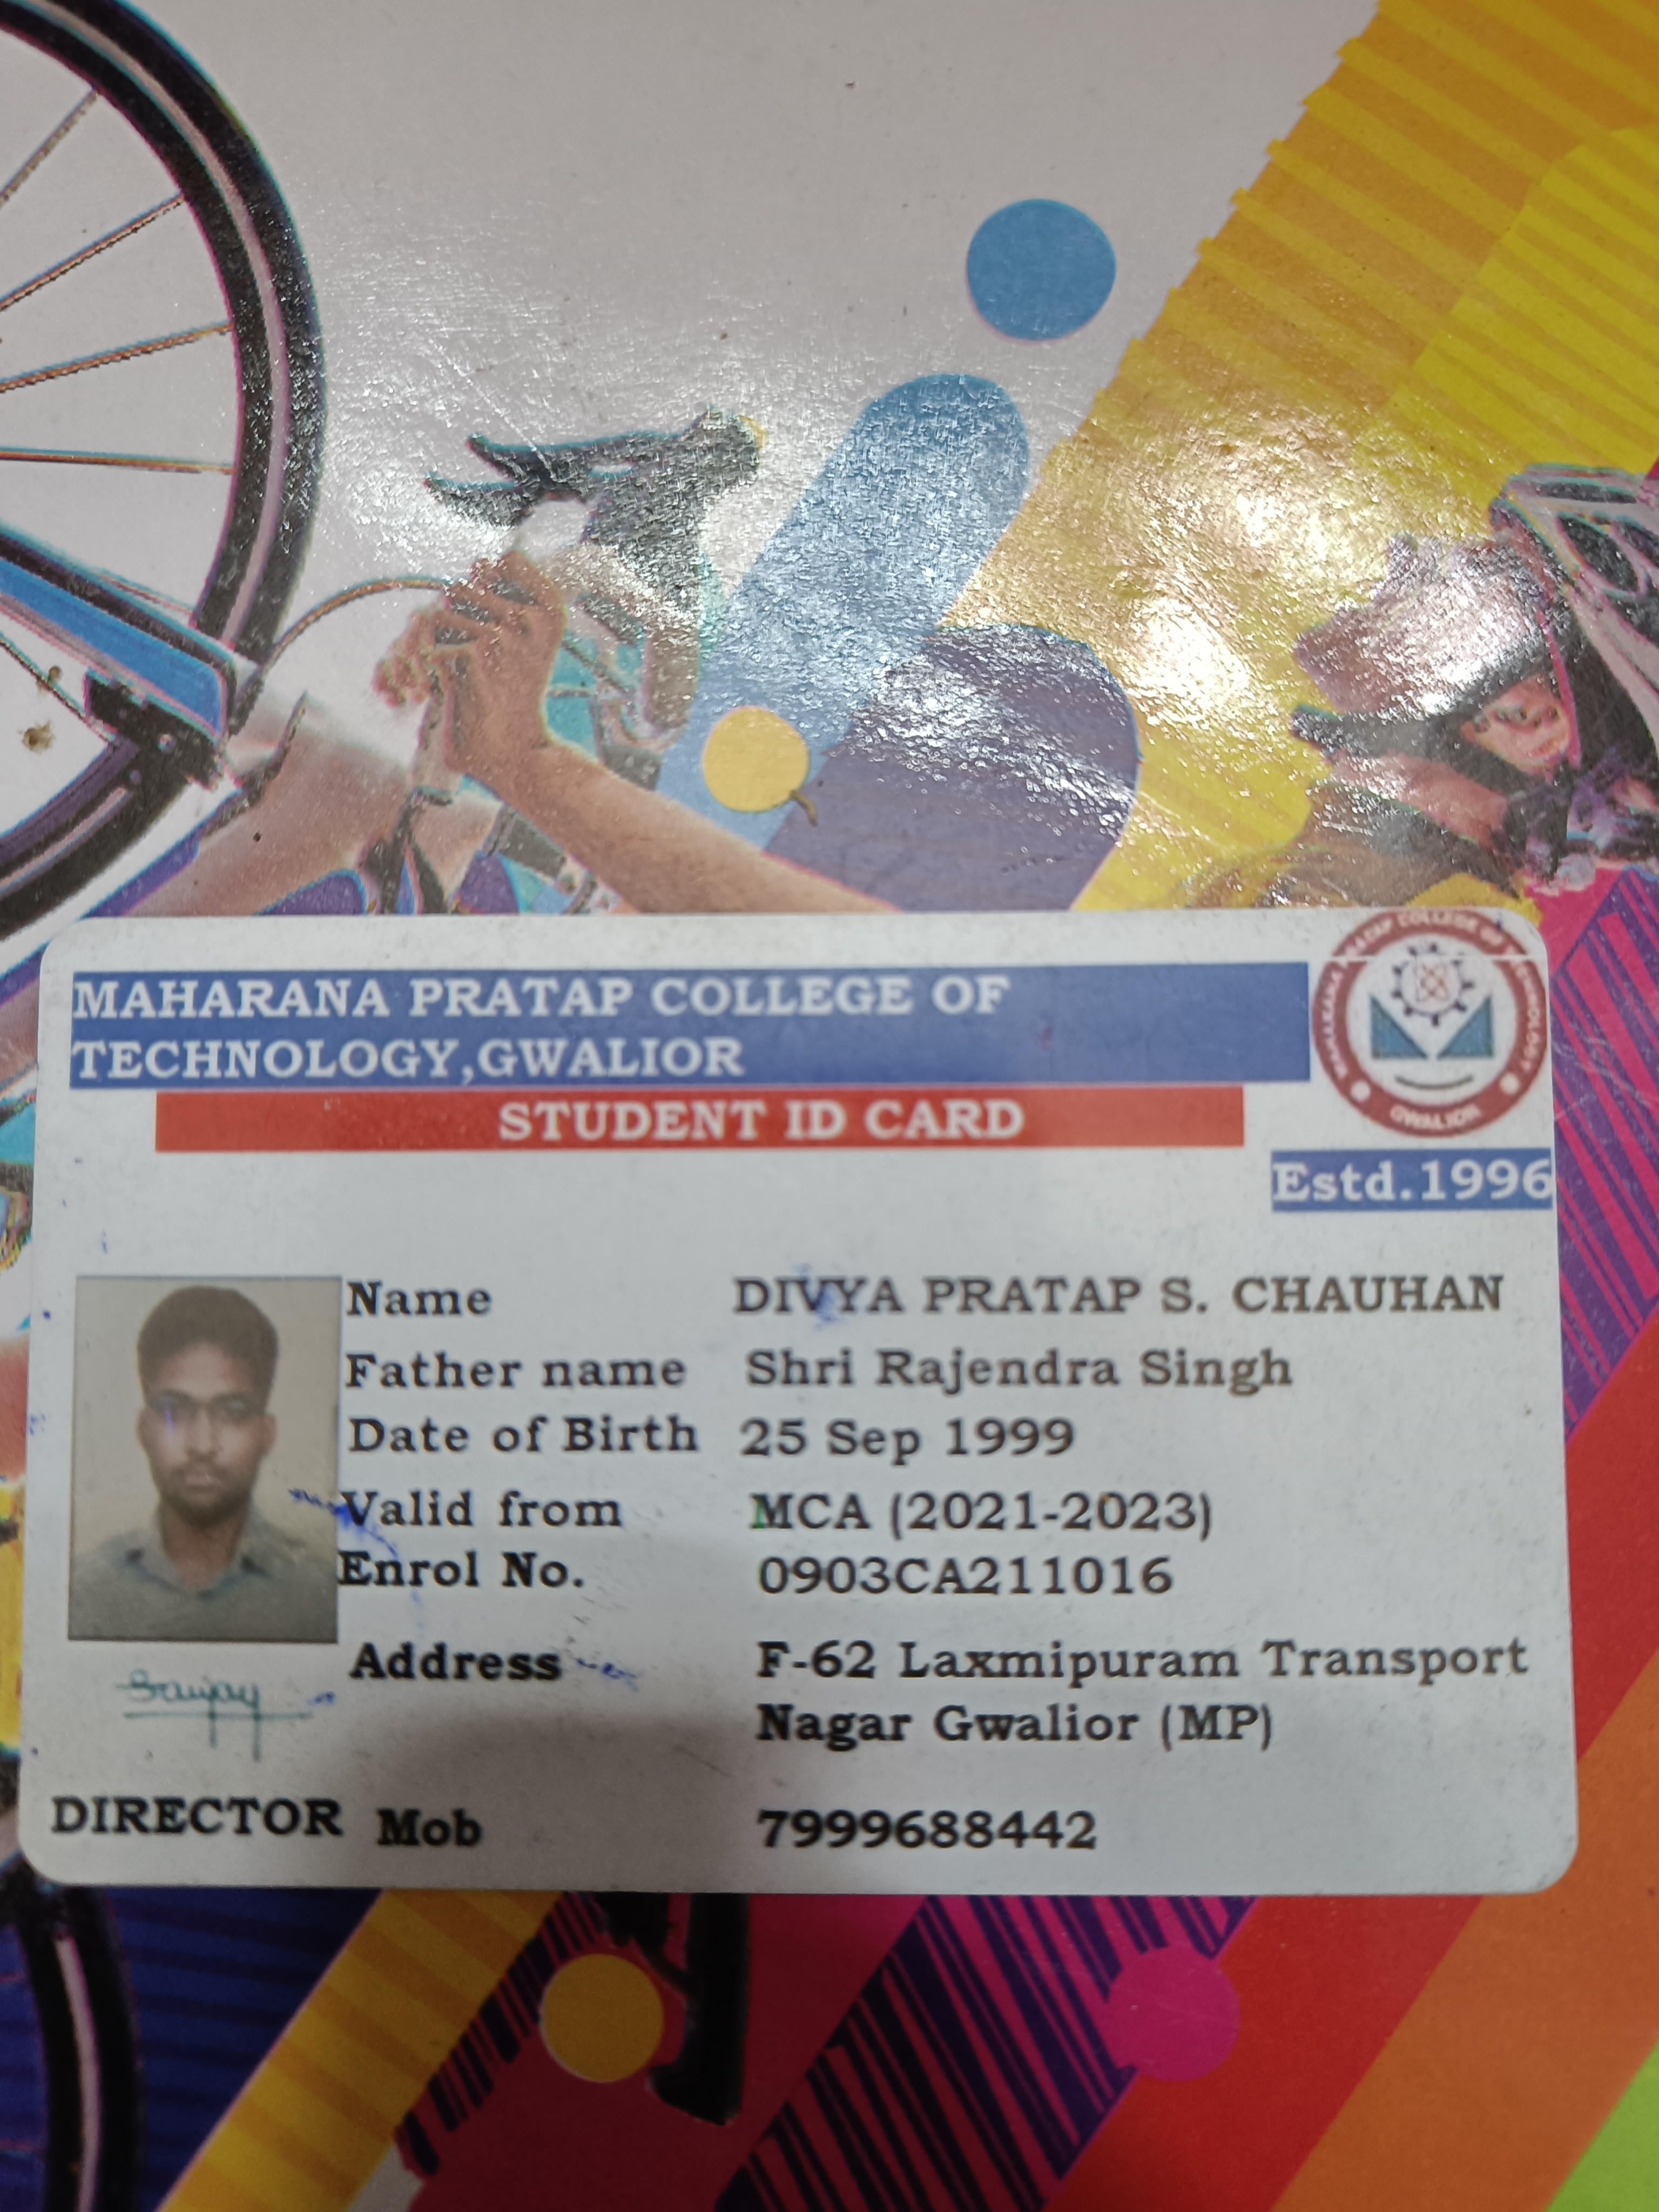 MAHARANA PRATAP COLLEGE OF
TECHNOLOGY,GWALIOR
MAHARANA PRATAP COLLEGE OF TECHNOLOGY
GWALIOR
STUDENT ID CARD
Estd.1996
Name DIVYA PRATAP S. CHAUHAN
Father name Shri Rajendra Singh
Date of Birth 25 Sep 1999
Valid from MCA (2021-2023)
Enrol No. 0903CA211016
Address F-62 Laxmipuram Transport
Nagar Gwalior (MP)
DIRECTOR Mob 7999688442